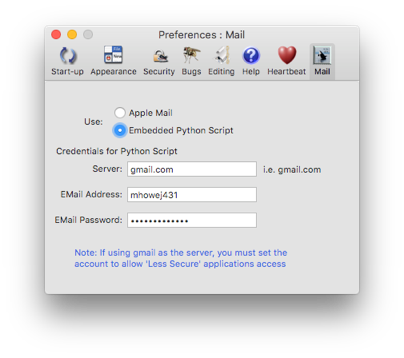 Preferences : Mail
Start-up Appearance Security Bugs Editing Help Heartbeat Mail
Use:
Apple Mail
Embedded Python Script
Credentials for Python Script
Server: gmail.com i.e. gmail.com
EMail Address: mhowej431
EMail Password: •••••••••••••
Note: If using gmail as the server, you must set the
account to allow 'Less Secure' applications access